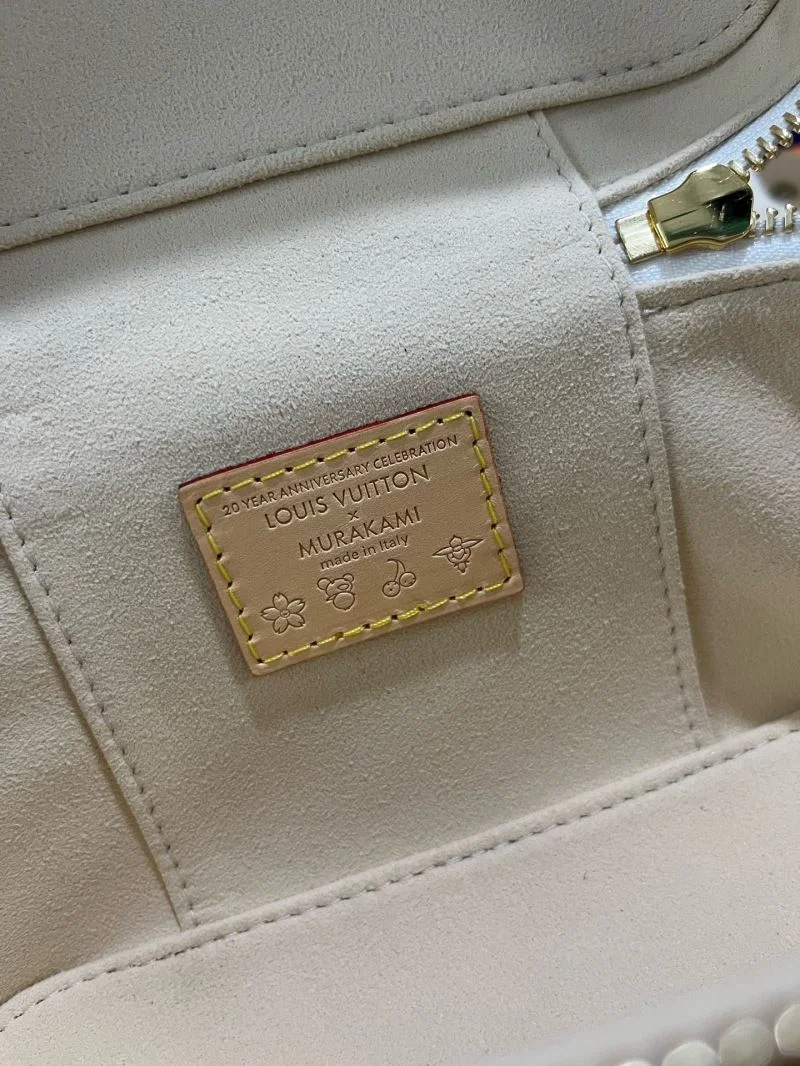 20 YEAR ANNIVERSARY CELEBRATION
LOUIS VUITTON
×
MURAKAMI
made in Italy